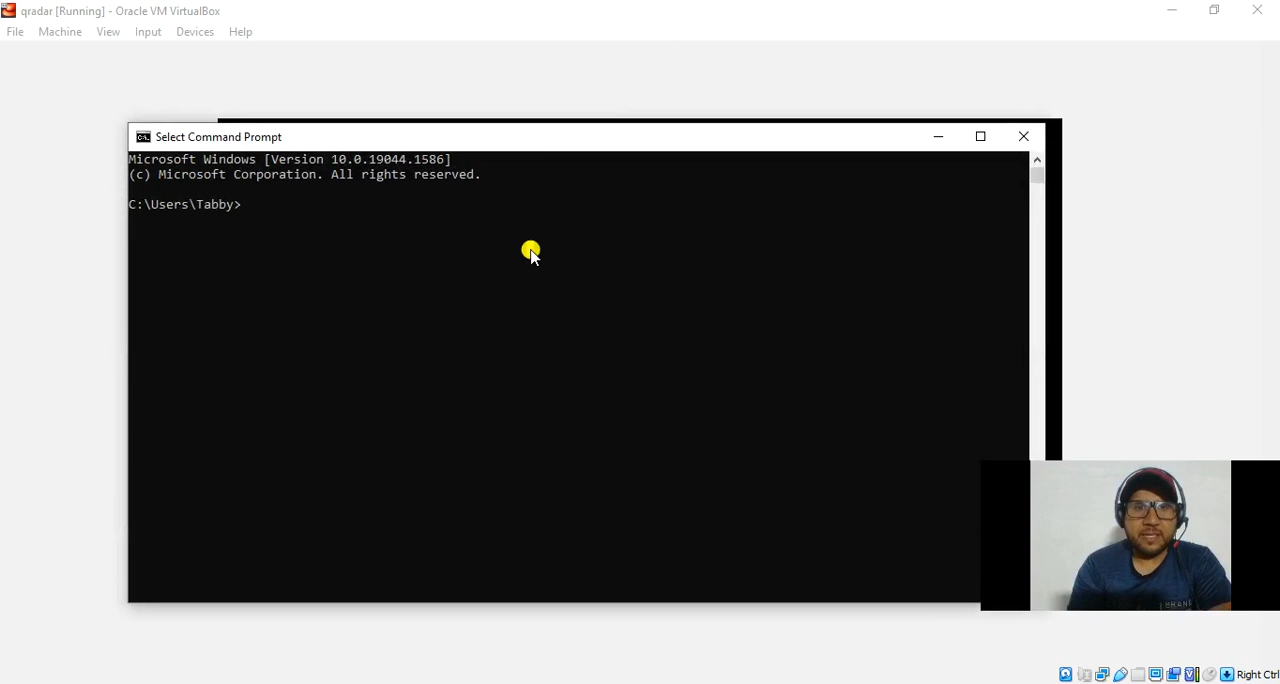 qradar [Running] - Oracle VM VirtualBox
File Machine View Input Devices Help
Select Command Prompt
Microsoft Windows [Version 10.0.19044.1586]
(c) Microsoft Corporation. All rights reserved.
C:\Users\Tabby>
BRAND
Right Ctrl